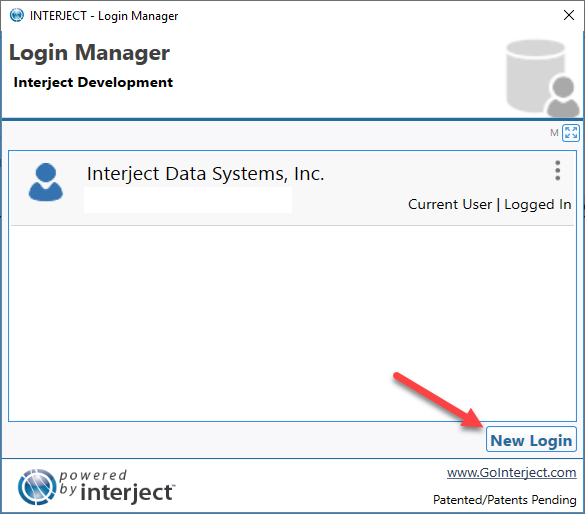 INTERJECT - Login Manager
Login Manager
Interject Development
M
Interject Data Systems, Inc.
Current User | Logged In
New Login
powered
by interject™
www.GoInterject.com
Patented/Patents Pending